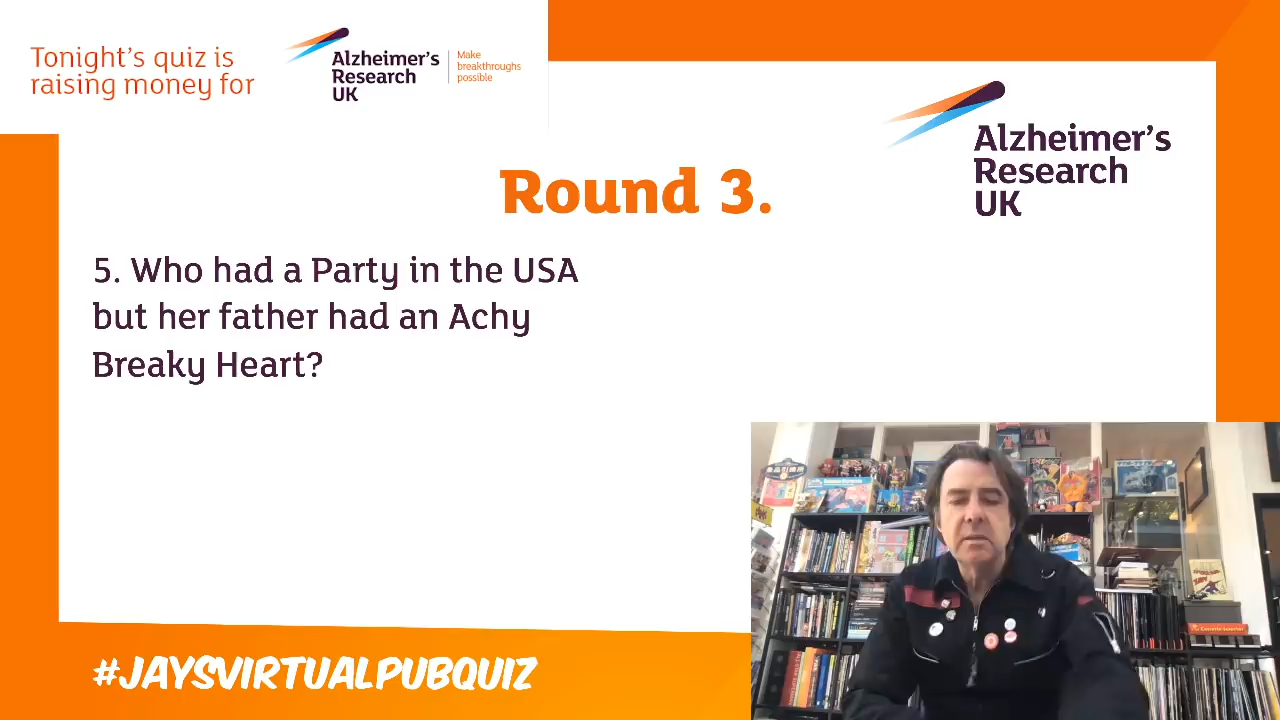 Tonight's quiz is
raising money for
Alzheimer's
Research
UK
Make
breakthroughs
possible
Alzheimer's
Research
UK
Round 3.
5. Who had a Party in the USA
but her father had an Achy
Breaky Heart?
#JAYSVIRTUALPUBQUIZ